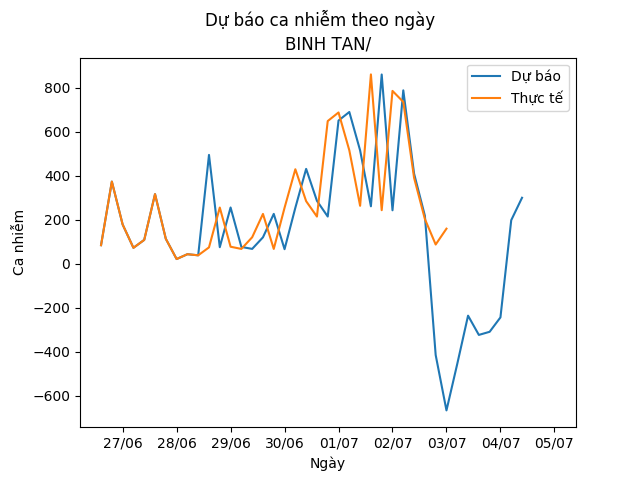 Dự báo ca nhiễm theo ngày
BINH TAN/
Dự báo
Thực tế
Ca nhiễm
800
600
400
200
0
−200
−400
−600
27/06 28/06 29/06 30/06 01/07 02/07 03/07 04/07 05/07
Ngày